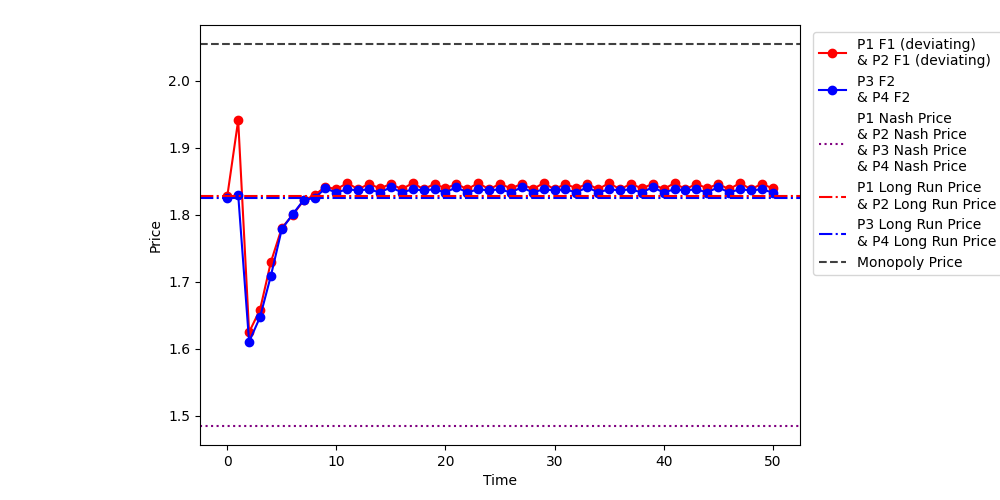 2.0
1.9
1.8
1.7
1.6
1.5
Price
0 10 20 30 40 50
Time
P1 F1 (deviating)
& P2 F1 (deviating)
P3 F2
& P4 F2
P1 Nash Price
& P2 Nash Price
& P3 Nash Price
& P4 Nash Price
P1 Long Run Price
& P2 Long Run Price
P3 Long Run Price
& P4 Long Run Price
Monopoly Price